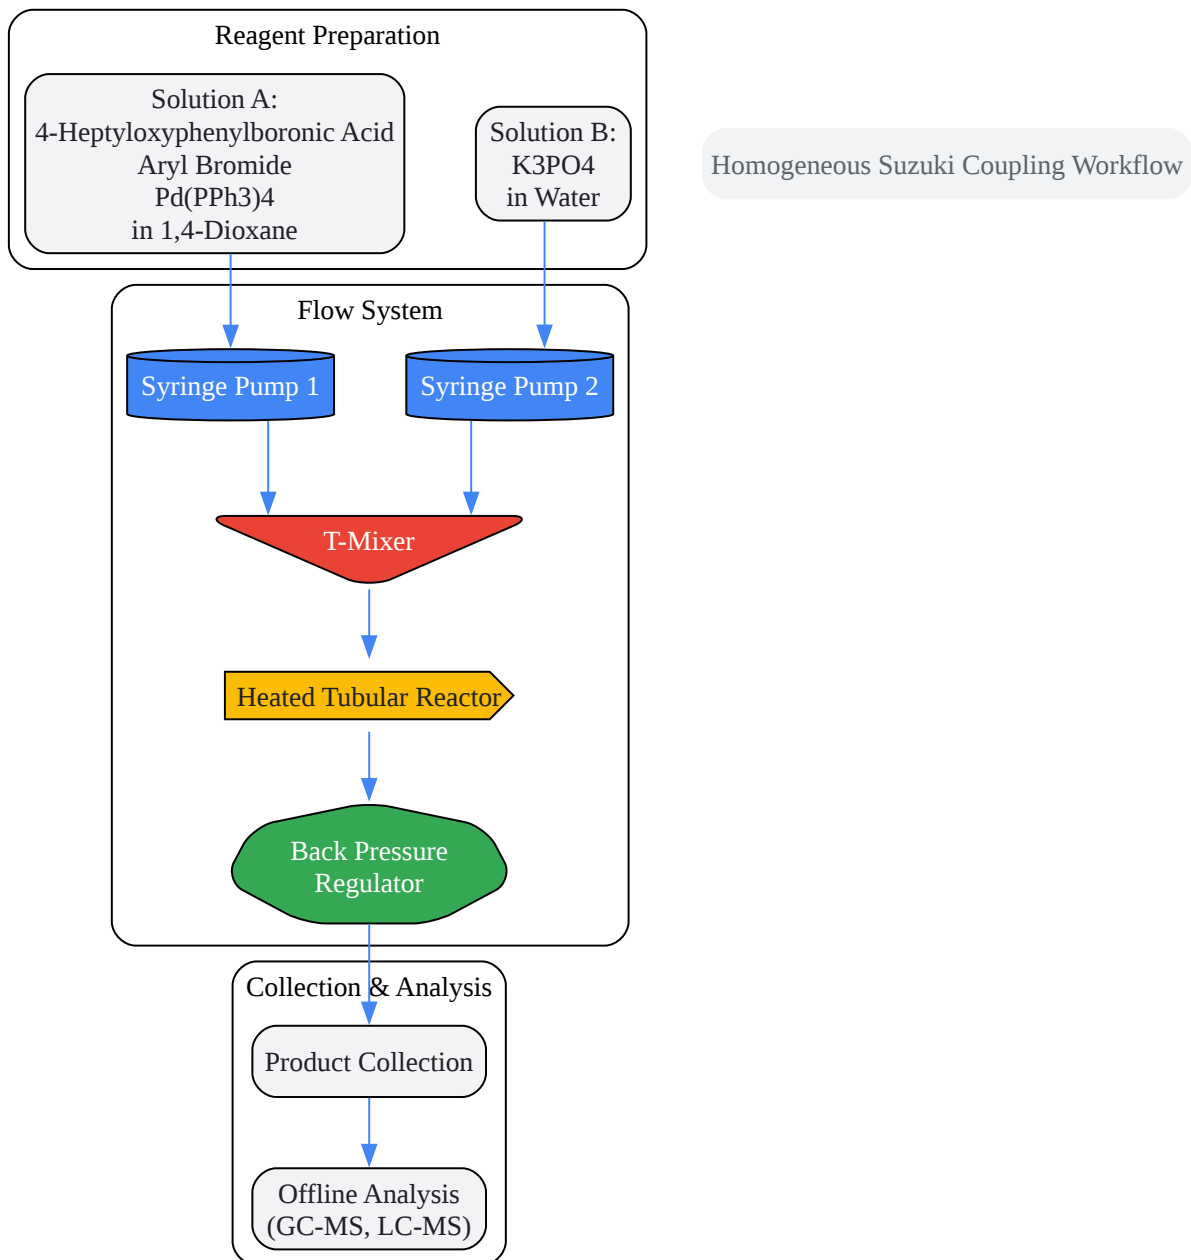 Reagent Preparation
Solution A:
4-Heptyloxyphenylboronic Acid
Aryl Bromide
Pd(PPh3)4
in 1,4-Dioxane
Solution B:
K3PO4
in Water
Homogeneous Suzuki Coupling Workflow
Flow System
Syringe Pump 1
Syringe Pump 2
T-Mixer
Heated Tubular Reactor
Back Pressure
Regulator
Collection & Analysis
Product Collection
Offline Analysis
(GC-MS, LC-MS)